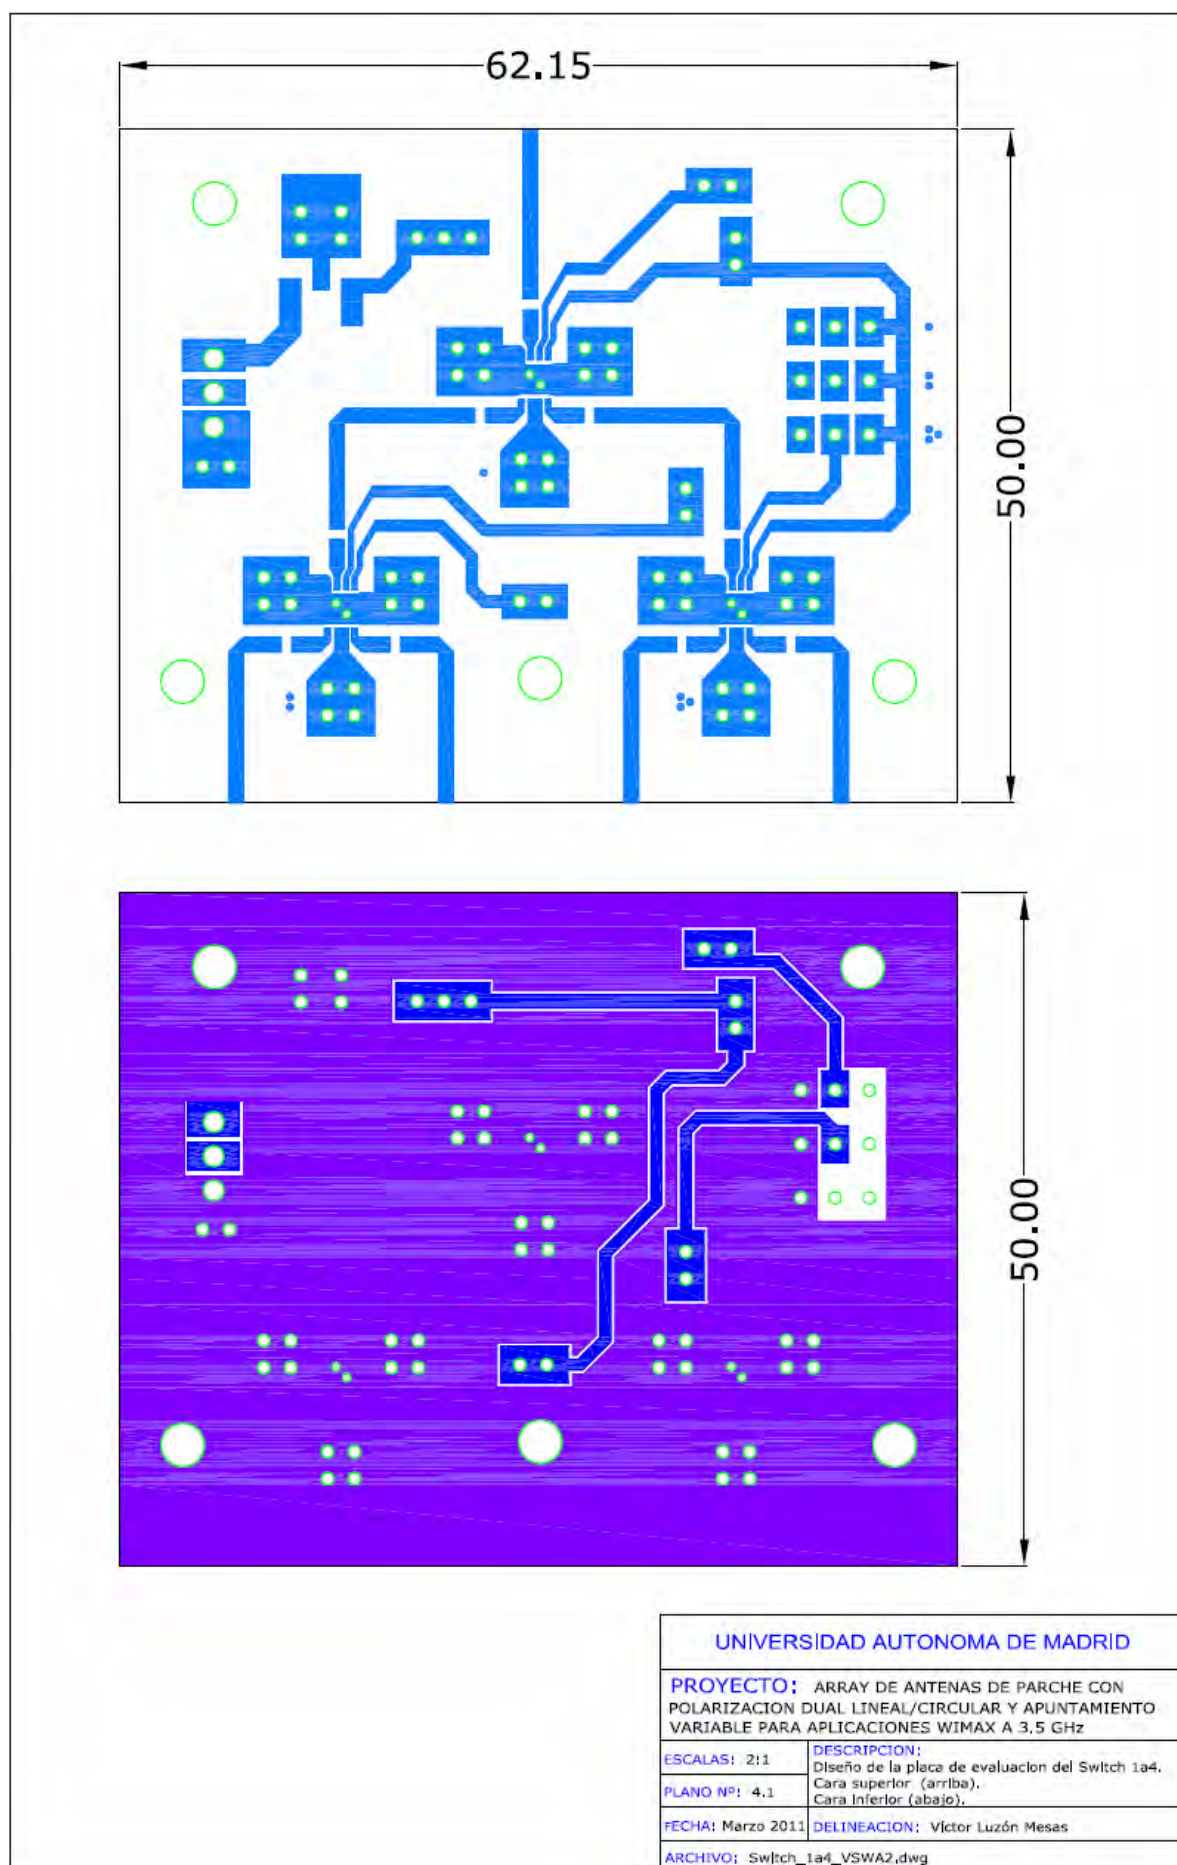 62.15
50.00
50.00
UNIVERSIDAD AUTONOMA DE MADRID
PROYECTO: ARRAY DE ANTENAS DE PARCHE CON
POLARIZACION DUAL LINEAL/CIRCULAR Y APUNTAMIENTO
VARIABLE PARA APLICACIONES WIMAX A 3.5 GHz
ESCALAS: 2:1
DESCRIPCION:
Diseño de la placa de evaluacion del Switch 1a4.
Cara superior (arriba).
Cara Inferior (abajo).
PLANO Nº: 4.1
FECHA: Marzo 2011
DELINEACION: Víctor Luzón Mesas
ARCHIVO: Switch_1a4_VSWA2.dwg